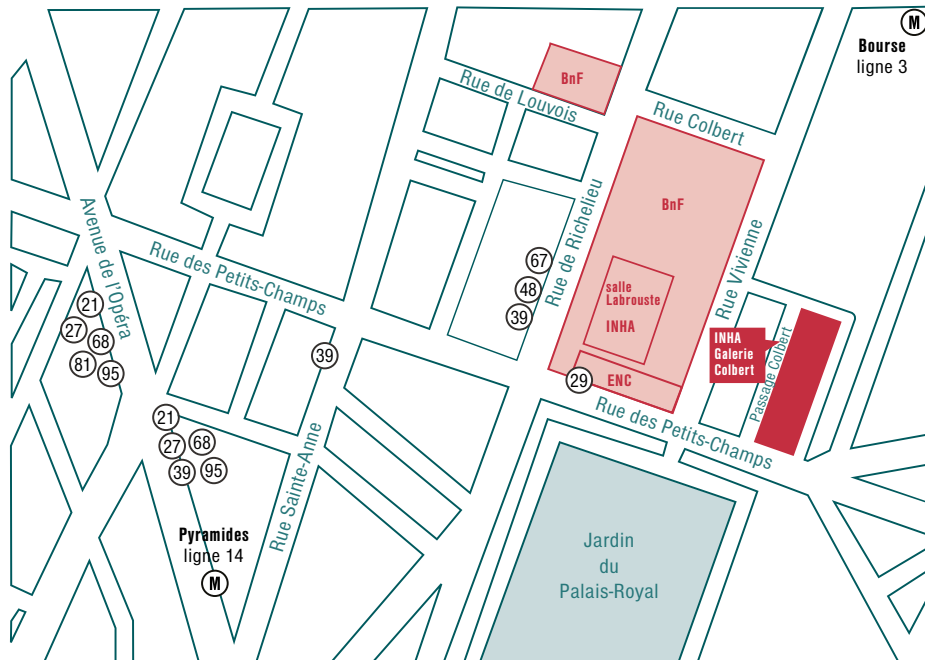 M
Bourse
ligne 3
BnF
Rue de Louvois
Rue Colbert
BnF
Avenue de l'Opéra
Rue des Petits-Champs
Rue de Richelieu
Rue Vivienne
67
48
39
salle
Labrouste
INHA
21
27
68
81
95
39
INHA
Galerie
Colbert
Passage Colbert
29
ENC
Rue des Petits-Champs
21
27
68
39
95
Rue Sainte-Anne
Pyramides
ligne 14
M
Jardin
du
Palais-Royal